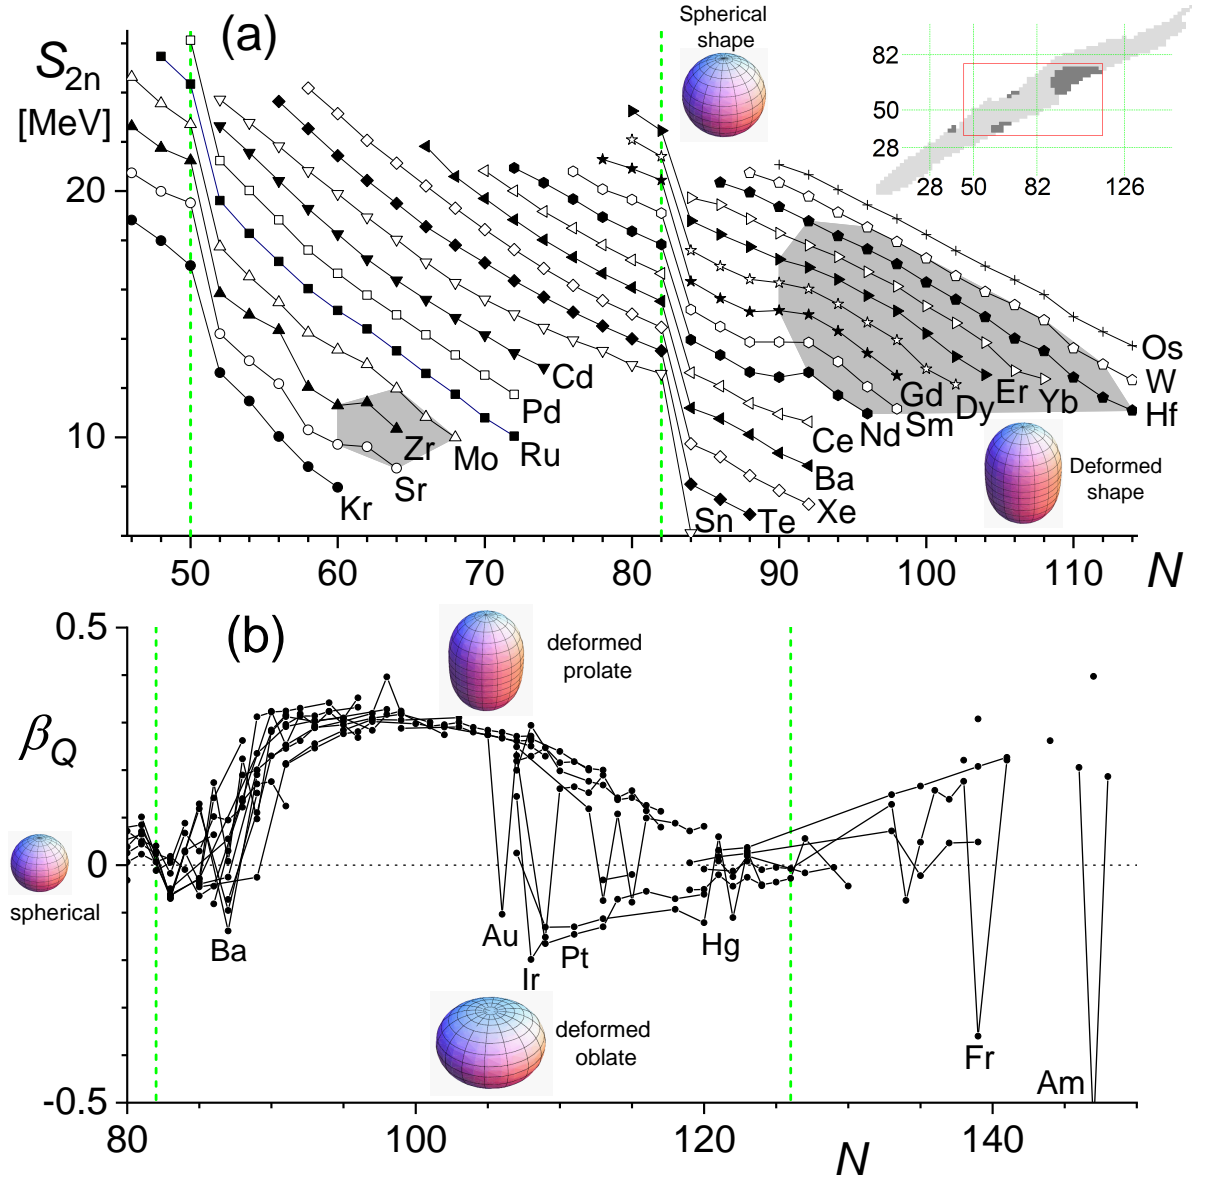 (a)
Spherical
shape
S2n
[MeV]
82
50
28
28 50 82 126
20
10
Cd
Pd
Ru
Mo
Zr
Sr
Kr
Os
W
Hf
Yb
Er
Dy
Gd
Sm
Nd
Ce
Ba
Xe
Te
Sn
Deformed
shape
50 60 70 80 90 100 110 N
(b)
0.5
deformed
prolate
βQ
0
spherical
Ba
Au
Ir
Pt
Hg
deformed
oblate
Fr
Am
-0.5
80 100 120 140
N